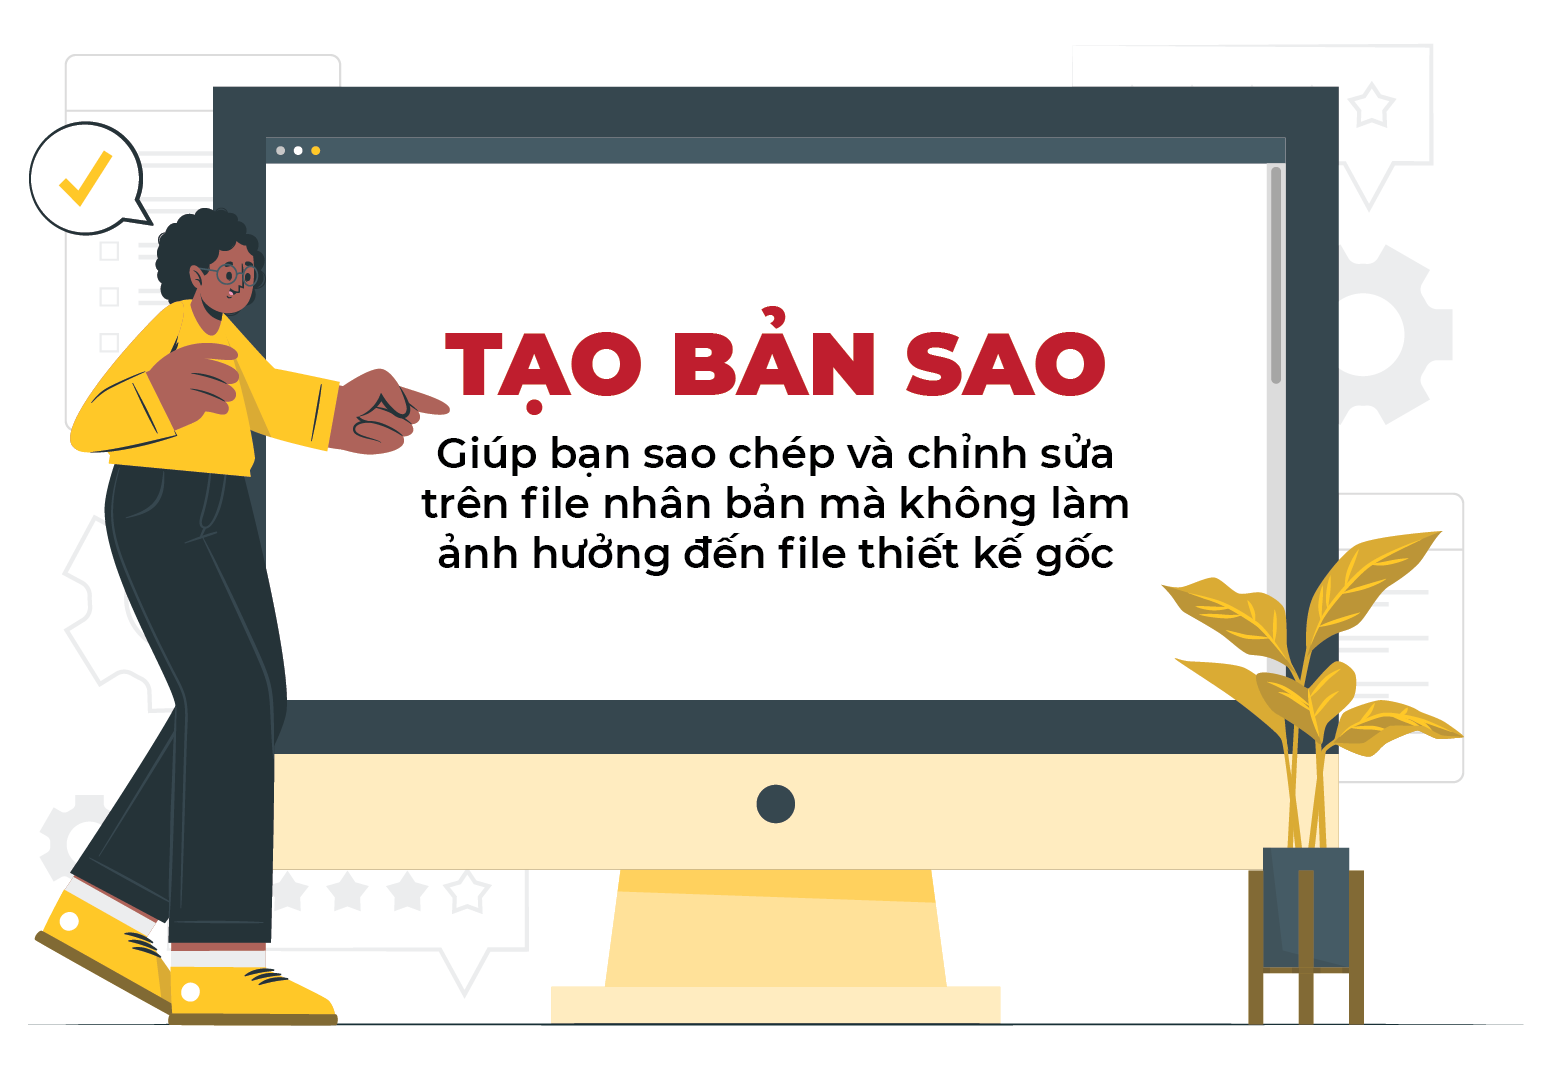 TẠO BẢN SAO
Giúp bạn sao chép và chỉnh sửa
trên file nhân bản mà không làm
ảnh hưởng đến file thiết kế gốc